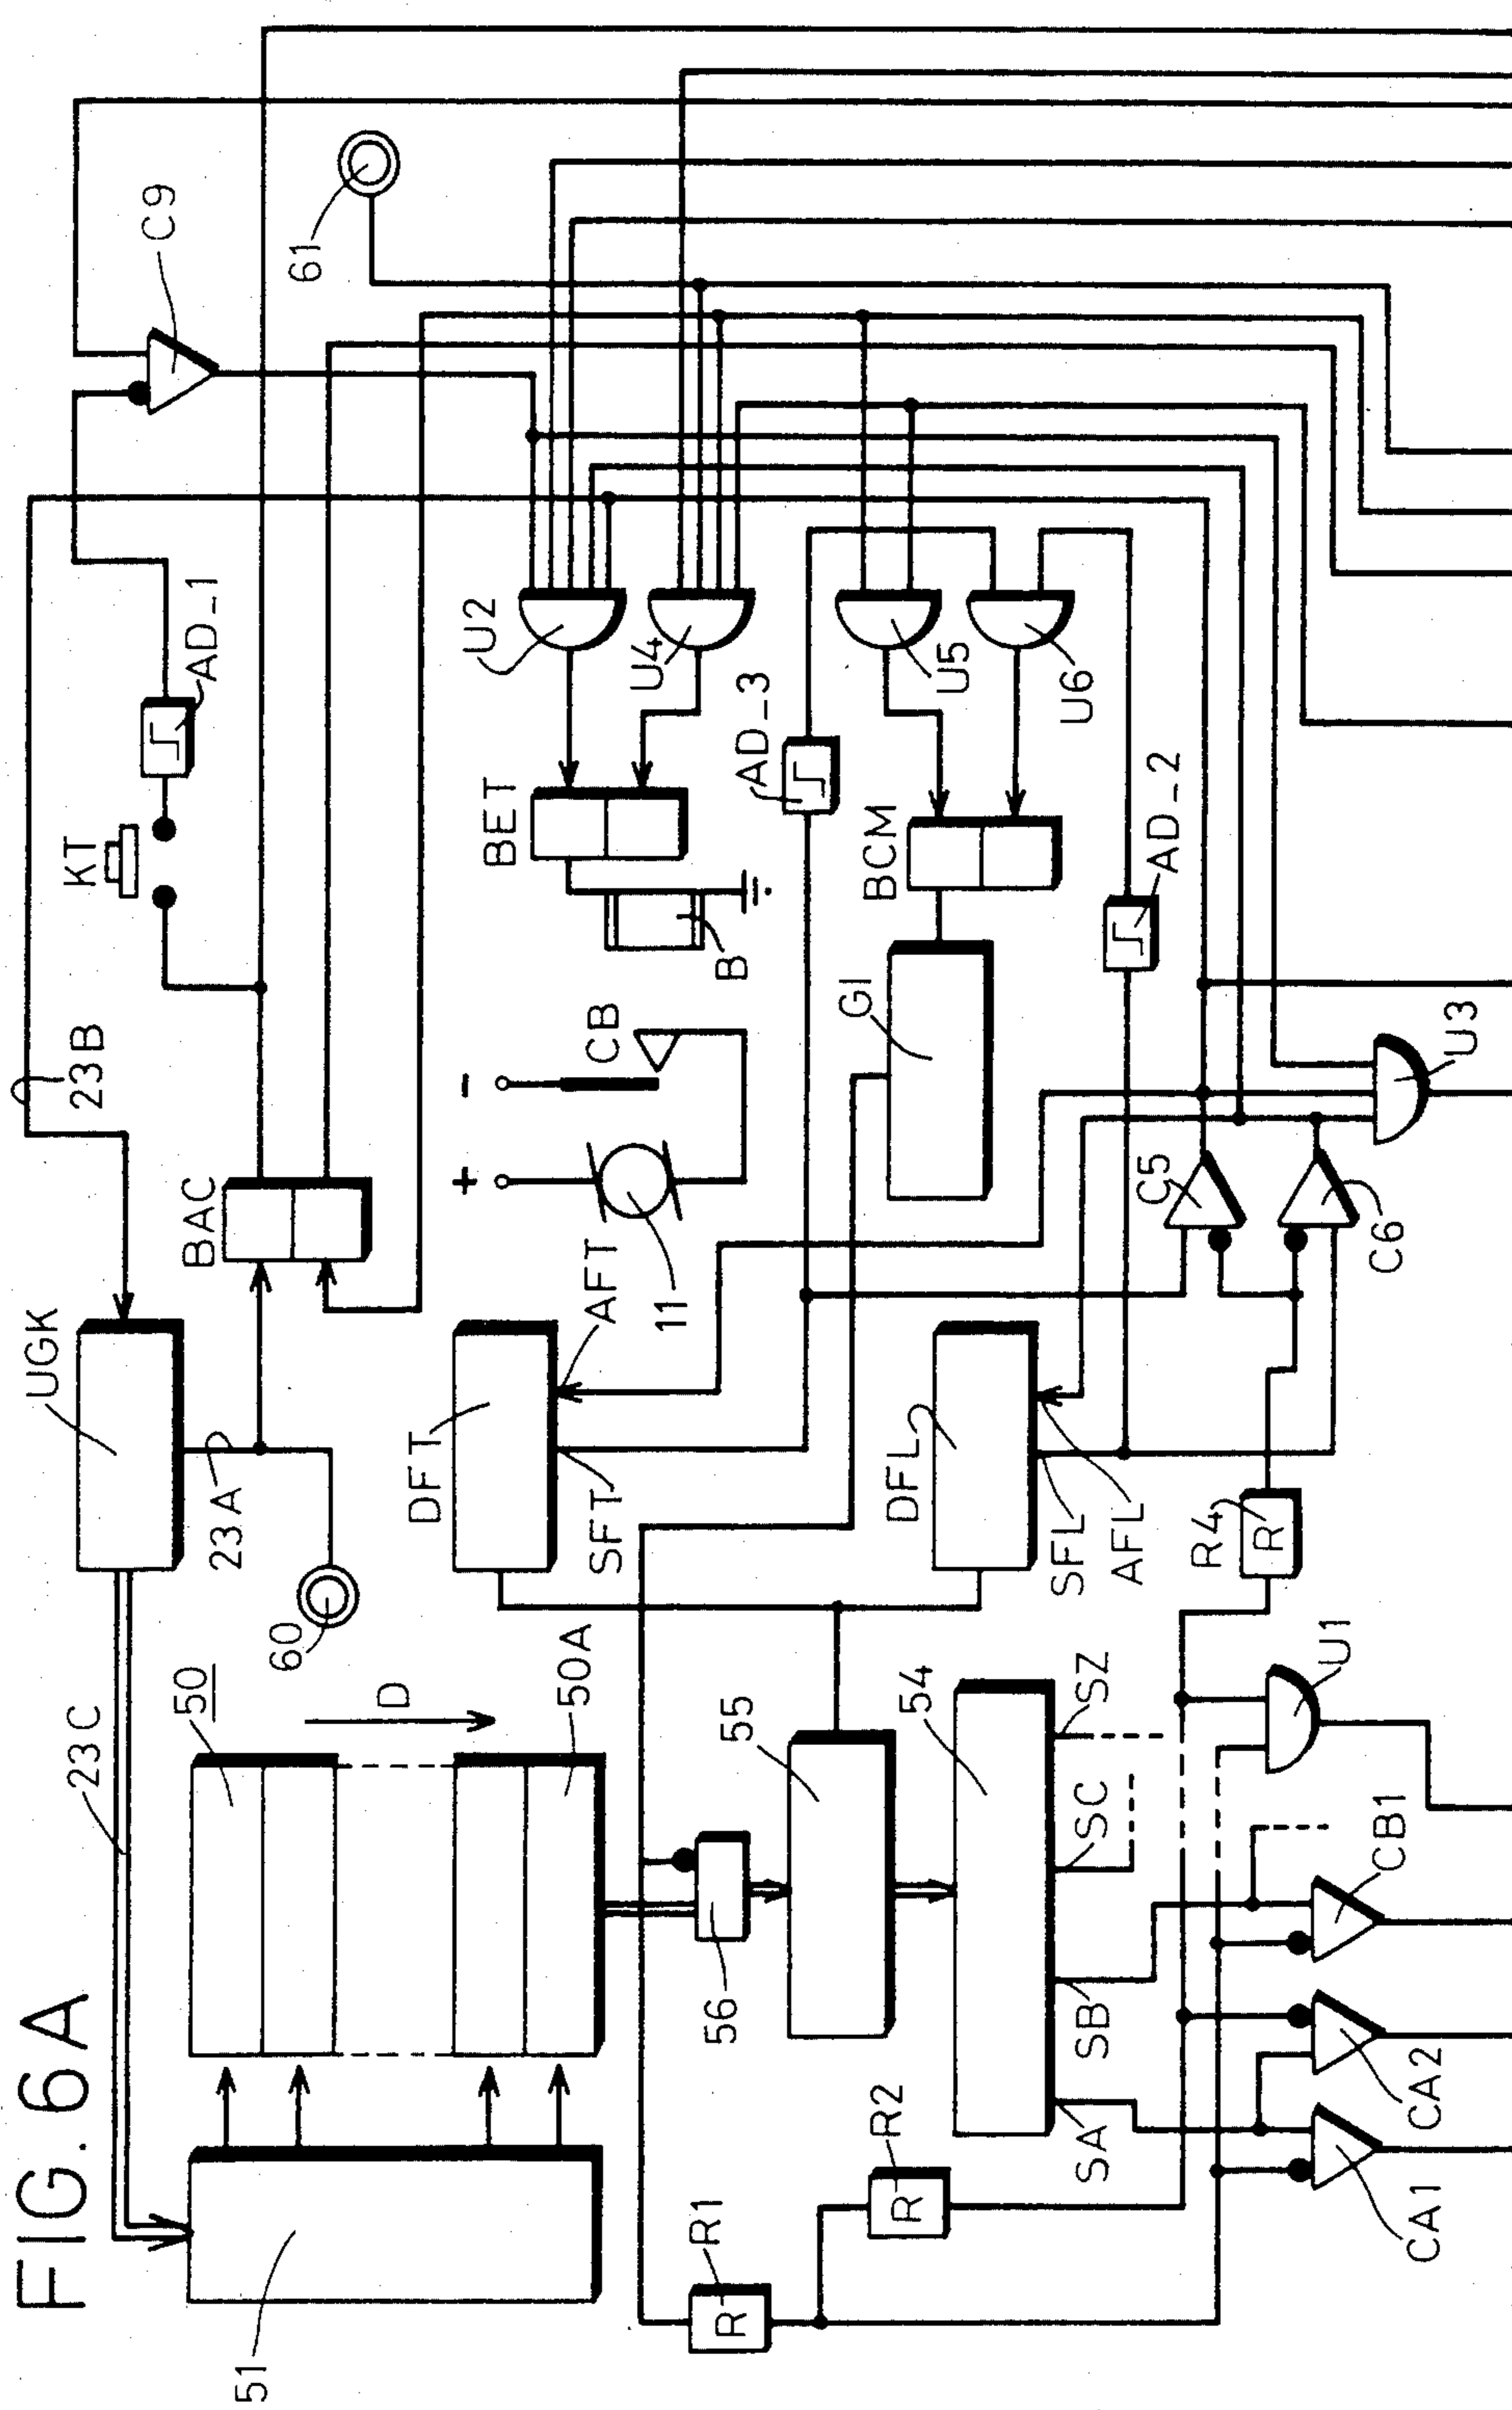 FIG. 6A
51
23C
50
D
50A
UGK
23A
60
23B
BAC
KT
AD_1
C9
61
DFT
SFT
AFT
11
+
-
CB
B
BET
U2
U4
AD_3
BCM
U5
U6
AD_2
GI
DFL
SFL
AFL
C5
C6
U3
56
55
54
R1
R
R2
R
R4
R
SA
SB
SC
SZ
CA1
CA2
CB1
U1